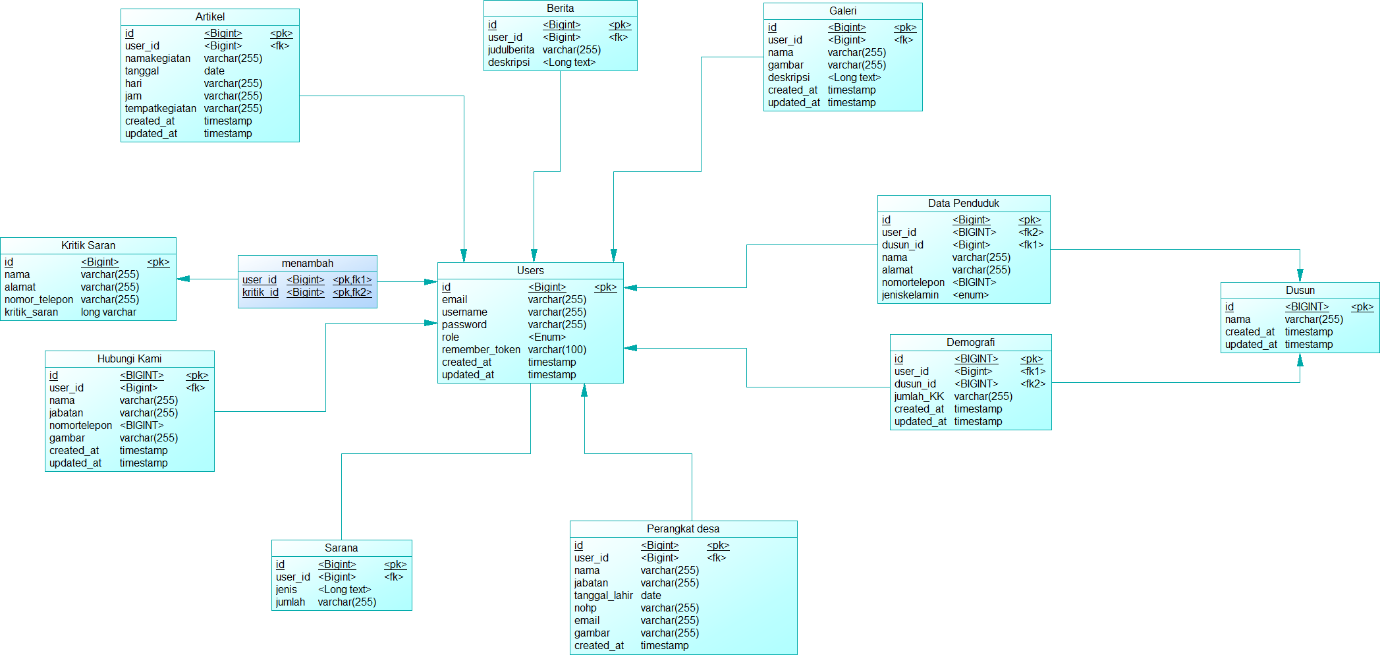 Artikel
id <Bigint> <pk>
user_id <Bigint> <fk>
namakegiatan varchar(255)
tanggal date
hari varchar(255)
jam varchar(255)
tempatkegiatan varchar(255)
created_at timestamp
updated_at timestamp
Berita
id <Bigint> <pk>
user_id <Bigint> <fk>
judulberita varchar(255)
deskripsi <Long text>
Galeri
id <Bigint> <pk>
user_id <Bigint> <fk>
nama varchar(255)
gambar varchar(255)
deskripsi <Long text>
created_at timestamp
updated_at timestamp
Kritik Saran
id <Bigint> <pk>
nama varchar(255)
alamat varchar(255)
nomor_telepon varchar(255)
kritik_saran long varchar
menambah
user_id <Bigint> <pk,fk1>
kritik_id <Bigint> <pk,fk2>
Users
id <Bigint> <pk>
email varchar(255)
username varchar(255)
password varchar(255)
role <Enum>
remember_token varchar(100)
created_at timestamp
updated_at timestamp
Data Penduduk
id <Bigint> <pk>
user_id <BIGINT> <fk2>
dusun_id <Bigint> <fk1>
nama varchar(255)
alamat varchar(255)
nomortelepon <BIGINT>
jeniskelamin <enum>
Dusun
id <BIGINT> <pk>
nama varchar(255)
created_at timestamp
updated_at timestamp
Hubungi Kami
id <BIGINT> <pk>
user_id <Bigint> <fk>
nama varchar(255)
jabatan varchar(255)
nomortelepon <BIGINT>
gambar varchar(255)
created_at timestamp
updated_at timestamp
Demografi
id <BIGINT> <pk>
user_id <Bigint> <fk1>
dusun_id <BIGINT> <fk2>
jumlah_KK varchar(255)
created_at timestamp
updated_at timestamp
Sarana
id <Bigint> <pk>
user_id <Bigint> <fk>
jenis <Long text>
jumlah varchar(255)
Perangkat desa
id <Bigint> <pk>
user_id <Bigint> <fk>
nama varchar(255)
jabatan varchar(255)
tanggal_lahir date
nohp varchar(255)
email varchar(255)
gambar varchar(255)
created_at timestamp